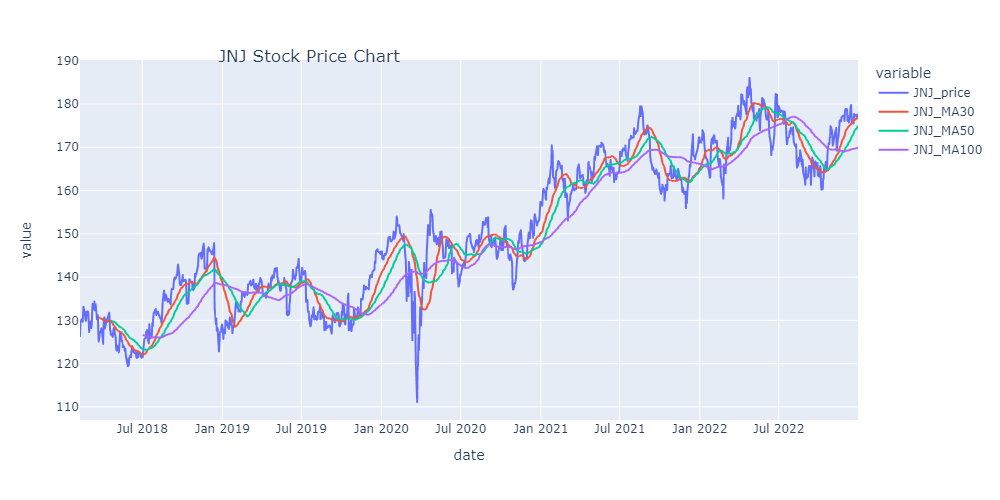 JNJ Stock Price Chart
value
190
180
170
160
150
140
130
120
110
Jul 2018 Jan 2019 Jul 2019 Jan 2020 Jul 2020 Jan 2021 Jul 2021 Jan 2022 Jul 2022
date
variable
JNJ_price
JNJ_MA30
JNJ_MA50
JNJ_MA100